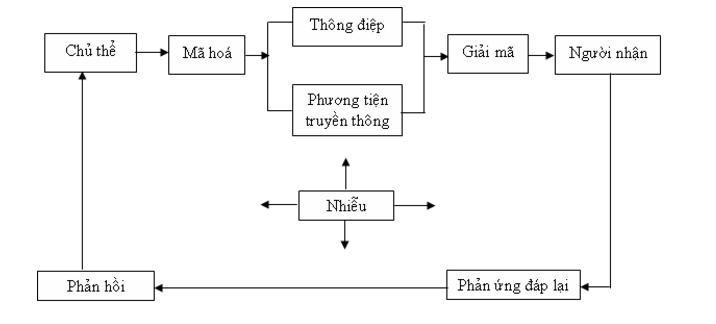 Chủ thể
Mã hoá
Thông điệp
Phương tiện
truyền thông
Giải mã
Người nhận
Nhiễu
Phản hồi
Phản ứng đáp lại